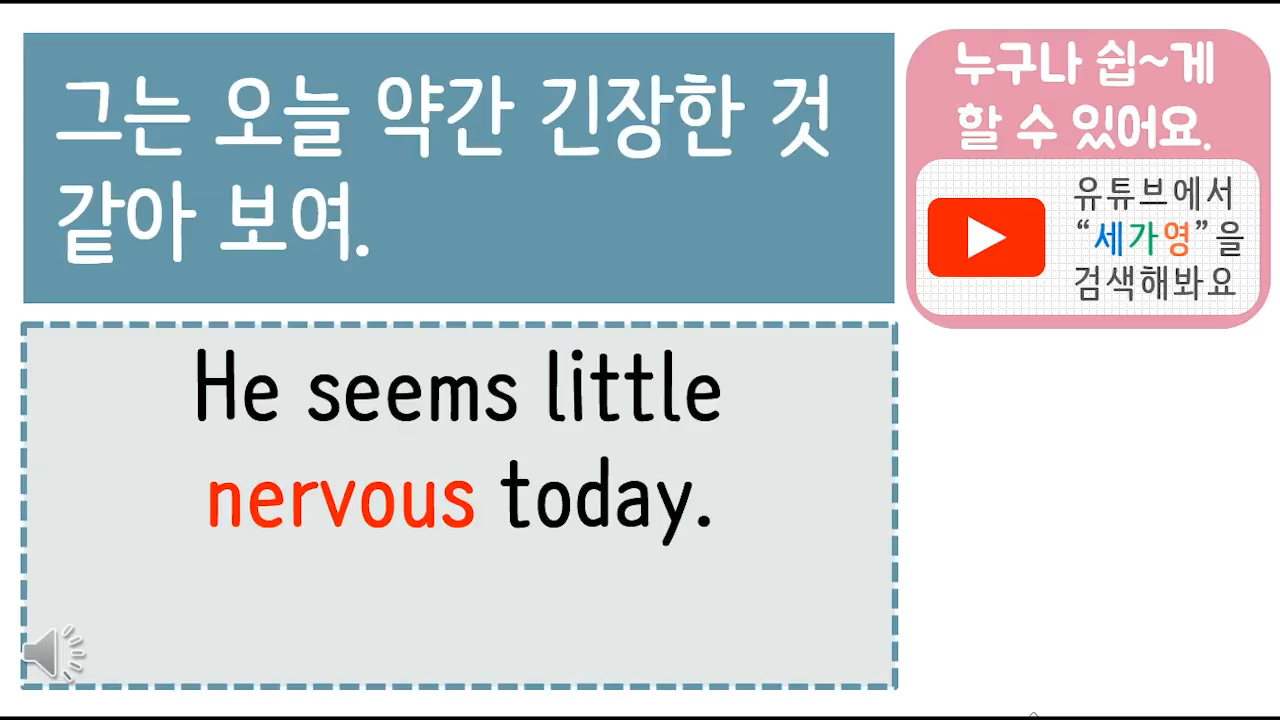 그는 오늘 약간 긴장한 것
같아 보여.
He seems little
nervous today.
누구나 쉽~게
할 수 있어요.
유튜브에서
“세가영”을
검색해봐요